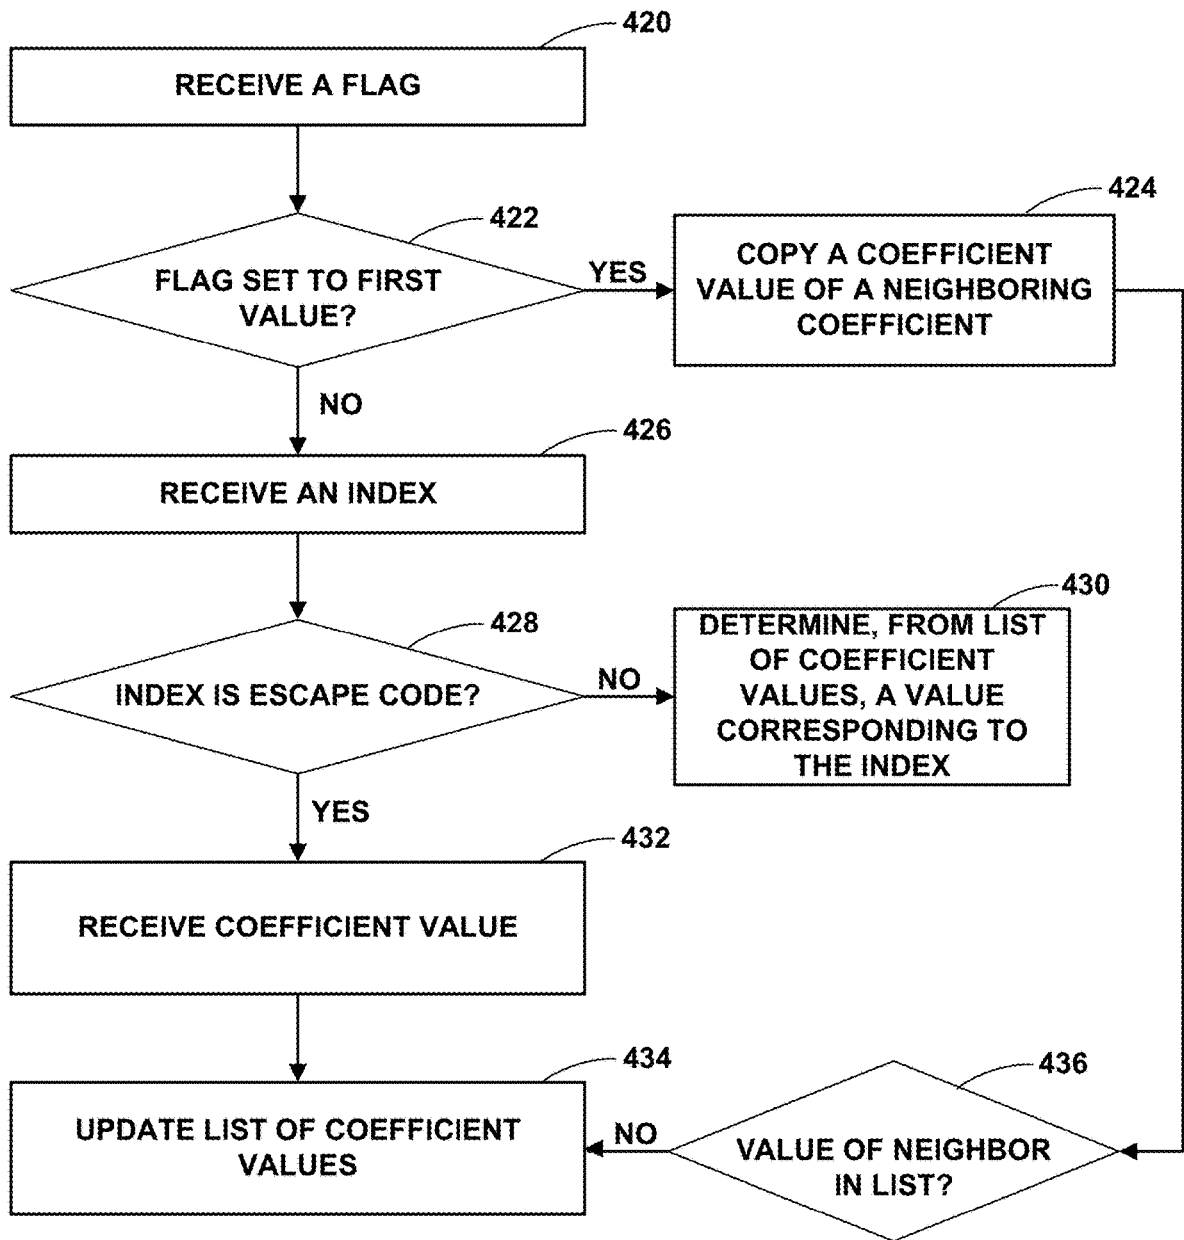 420
RECEIVE A FLAG
422
FLAG SET TO FIRST
VALUE?
YES
424
COPY A COEFFICIENT
VALUE OF A NEIGHBORING
COEFFICIENT
NO
426
RECEIVE AN INDEX
428
INDEX IS ESCAPE CODE?
NO
430
DETERMINE, FROM LIST
OF COEFFICIENT
VALUES, A VALUE
CORRESPONDING TO
THE INDEX
YES
432
RECEIVE COEFFICIENT VALUE
434
UPDATE LIST OF COEFFICIENT
VALUES
NO
436
VALUE OF NEIGHBOR
IN LIST?